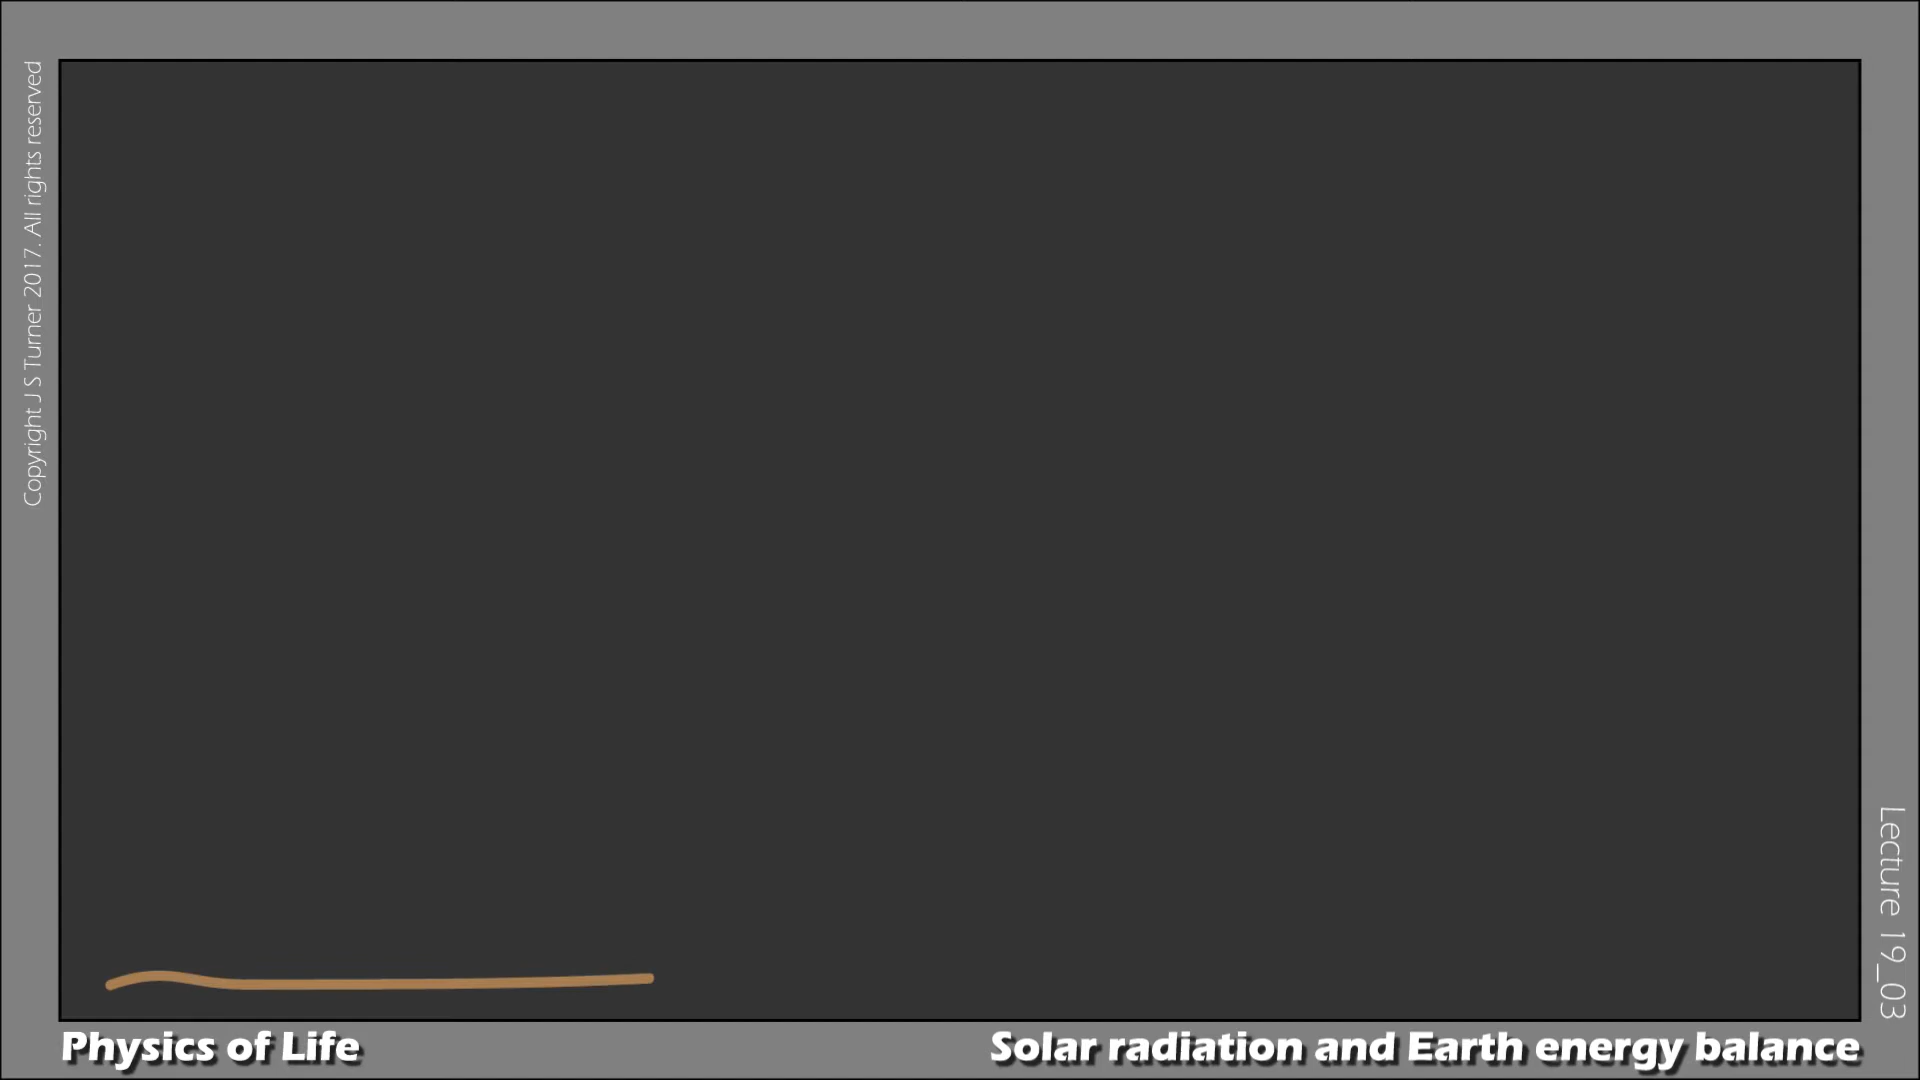 Copyright J S Turner 2017. All rights reserved
Lecture 19_03
Physics of Life
Solar radiation and Earth energy balance